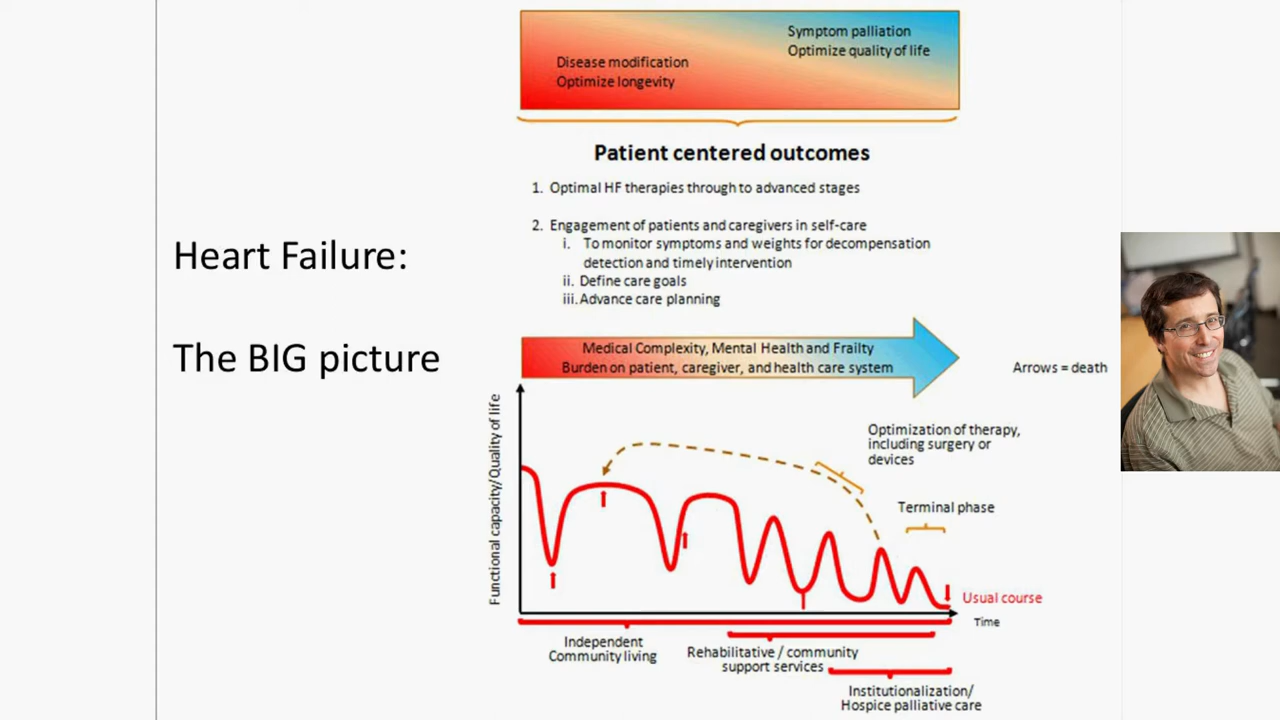 Symptom palliation
Optimize quality of life
Disease modification
Optimize longevity
Patient centered outcomes
1. Optimal HF therapies through to advanced stages
2. Engagement of patients and caregivers in self-care
i. To monitor symptoms and weights for decompensation
detection and timely intervention
ii. Define care goals
iii. Advance care planning
Heart Failure:
The BIG picture
Medical Complexity, Mental Health and Frailty
Burden on patient, caregiver, and health care system
Arrows = death
Functional capacity/Quality of life
Optimization of therapy,
including surgery or
devices
Terminal phase
Usual course
Time
Independent
Community living
Rehabilitative / community
support services
Institutionalization/
Hospice palliative care